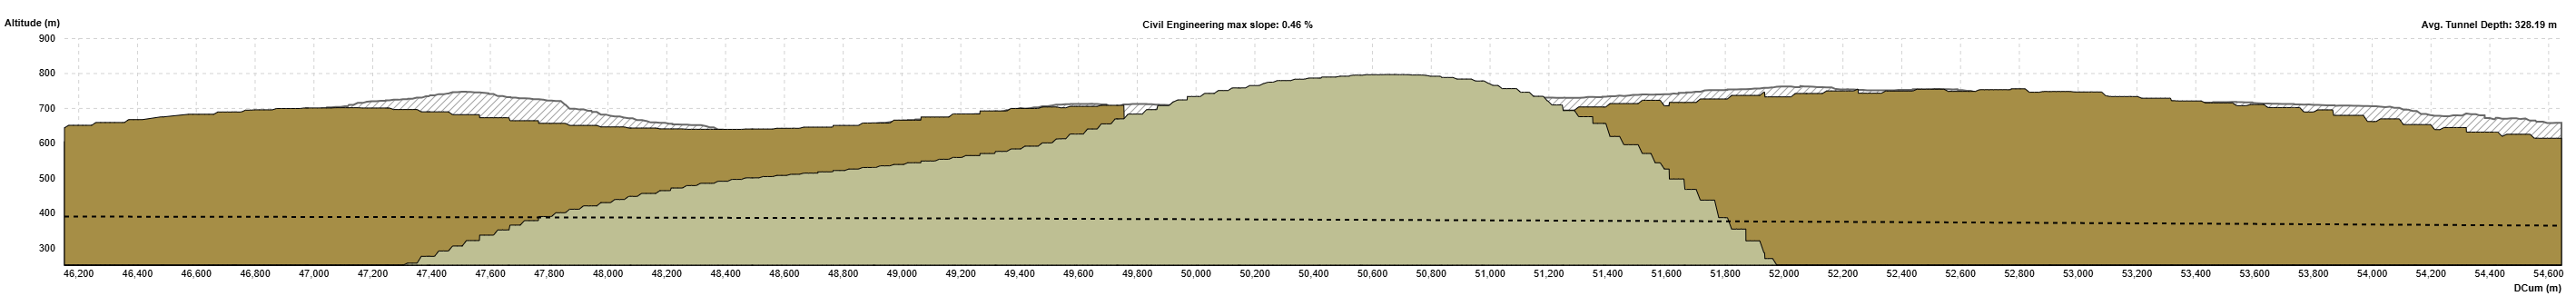 Altitude (m)
Civil Engineering max slope: 0.46 %
Avg. Tunnel Depth: 328.19 m
900
800
700
600
500
400
300
46,200 46,400 46,600 46,800 47,000 47,200 47,400 47,600 47,800 48,000 48,200 48,400 48,600 48,800 49,000 49,200 49,400 49,600 49,800 50,000 50,200 50,400 50,600 50,800 51,000 51,200 51,400 51,600 51,800 52,000 52,200 52,400 52,600 52,800 53,000 53,200 53,400 53,600 53,800 54,000 54,200 54,400 54,600
DCum (m)